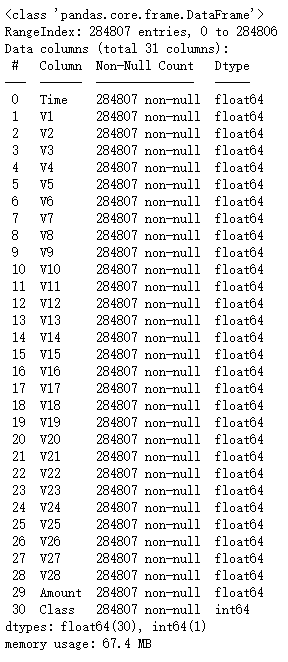 <class 'pandas.core.frame.DataFrame'>
RangeIndex: 284807 entries, 0 to 284806
Data columns (total 31 columns):
 #   Column  Non-Null Count   Dtype
---  ------  --------------   -----
 0   Time    284807 non-null  float64
 1   V1      284807 non-null  float64
 2   V2      284807 non-null  float64
 3   V3      284807 non-null  float64
 4   V4      284807 non-null  float64
 5   V5      284807 non-null  float64
 6   V6      284807 non-null  float64
 7   V7      284807 non-null  float64
 8   V8      284807 non-null  float64
 9   V9      284807 non-null  float64
 10  V10     284807 non-null  float64
 11  V11     284807 non-null  float64
 12  V12     284807 non-null  float64
 13  V13     284807 non-null  float64
 14  V14     284807 non-null  float64
 15  V15     284807 non-null  float64
 16  V16     284807 non-null  float64
 17  V17     284807 non-null  float64
 18  V18     284807 non-null  float64
 19  V19     284807 non-null  float64
 20  V20     284807 non-null  float64
 21  V21     284807 non-null  float64
 22  V22     284807 non-null  float64
 23  V23     284807 non-null  float64
 24  V24     284807 non-null  float64
 25  V25     284807 non-null  float64
 26  V26     284807 non-null  float64
 27  V27     284807 non-null  float64
 28  V28     284807 non-null  float64
 29  Amount  284807 non-null  float64
 30  Class   284807 non-null  int64
dtypes: float64(30), int64(1)
memory usage: 67.4 MB